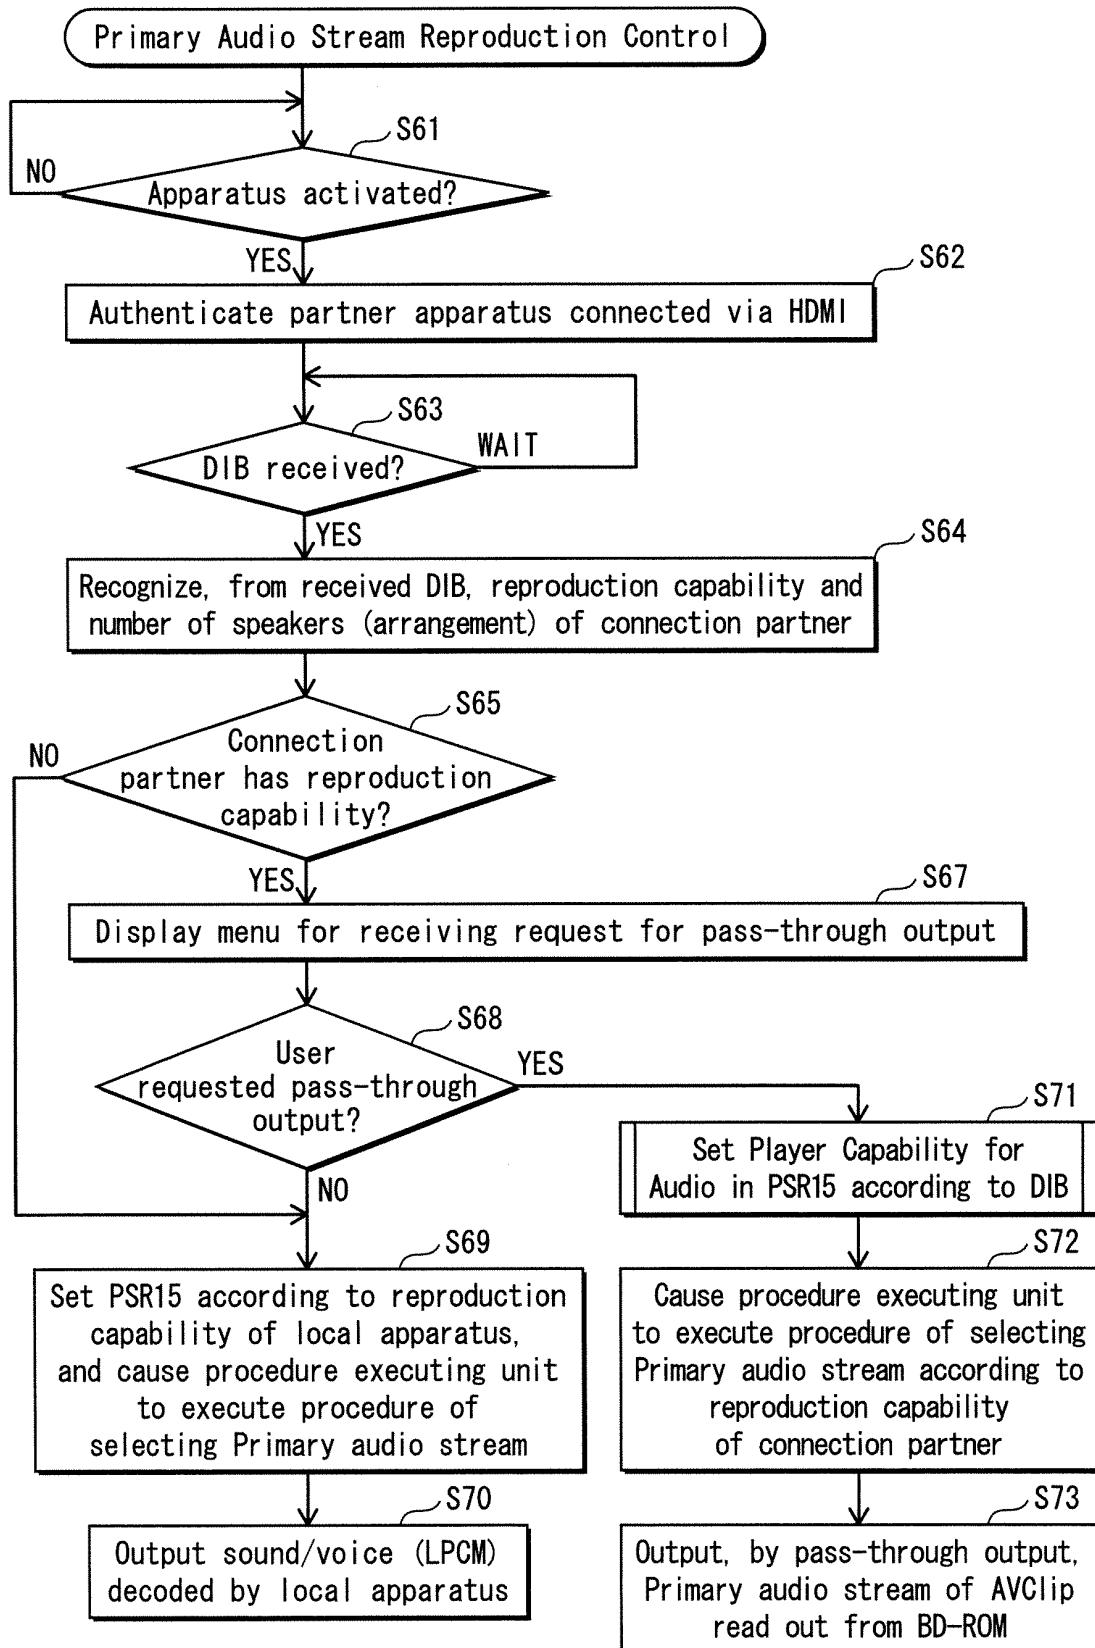 Primary Audio Stream Reproduction Control
S61
NO
Apparatus activated?
YES
S62
Authenticate partner apparatus connected via HDMI
S63
WAIT
DIB received?
YES
S64
Recognize, from received DIB, reproduction capability and
number of speakers (arrangement) of connection partner
S65
NO
Connection
partner has reproduction
capability?
YES
S67
Display menu for receiving request for pass-through output
S68
User
requested pass-through
output?
YES
NO
S71
Set Player Capability for
Audio in PSR15 according to DIB
S69
Set PSR15 according to reproduction
capability of local apparatus,
and cause procedure executing unit
to execute procedure of
selecting Primary audio stream
S72
Cause procedure executing unit
to execute procedure of selecting
Primary audio stream according to
reproduction capability
of connection partner
S70
Output sound/voice (LPCM)
decoded by local apparatus
S73
Output, by pass-through output,
Primary audio stream of AVClip
read out from BD-ROM